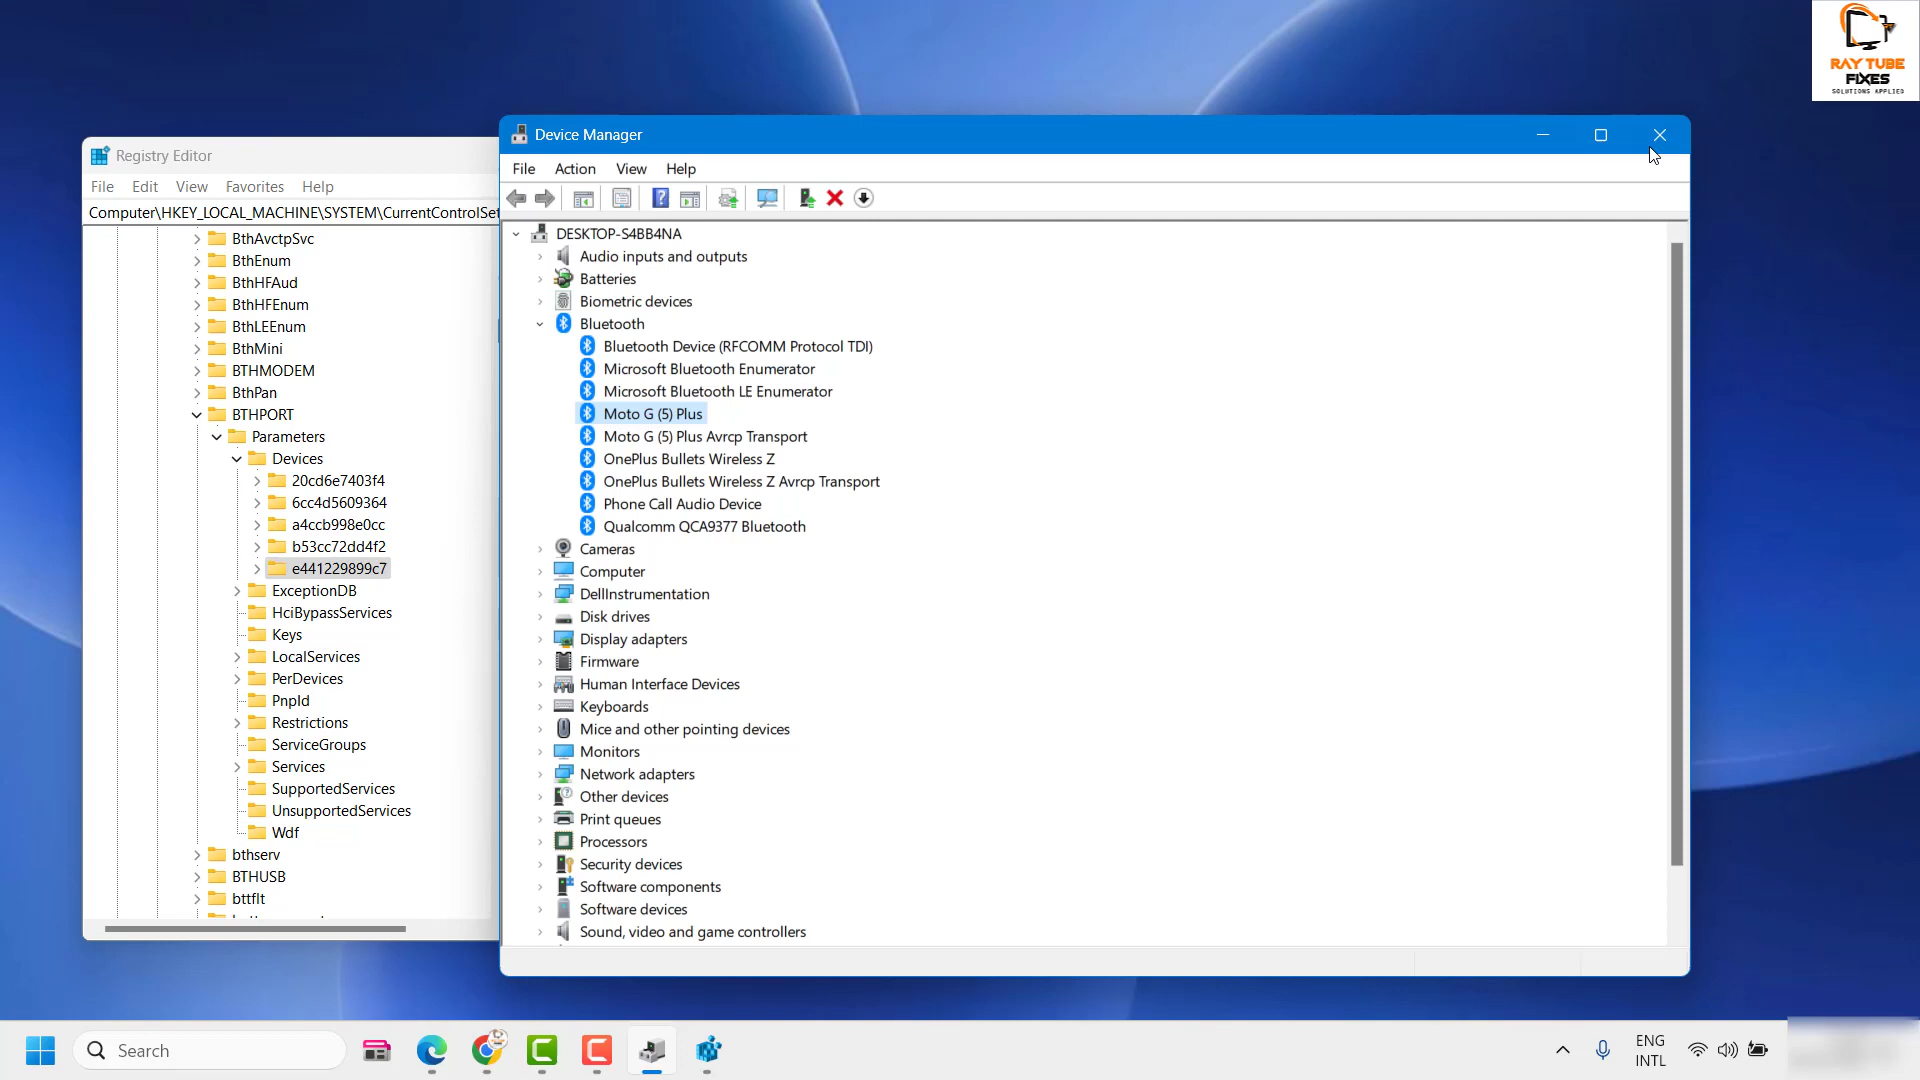 RAY TUBE
FIXES
SOLUTIONS APPLIED
Registry Editor
File Edit View Favorites Help
Computer\HKEY_LOCAL_MACHINE\SYSTEM\CurrentControlSet
BthAvctpSvc
BthEnum
BthHFAud
BthHFEnum
BthLEEnum
BthMini
BTHMODEM
BthPan
BTHPORT
Parameters
Devices
20cd6e7403f4
6cc4d5609364
a4ccb998e0cc
b53cc72dd4f2
e441229899c7
ExceptionDB
HciBypassServices
Keys
LocalServices
PerDevices
PnpId
Restrictions
ServiceGroups
Services
SupportedServices
UnsupportedServices
Wdf
bthserv
BTHUSB
bttflt
Device Manager
File Action View Help
DESKTOP-S4BB4NA
Audio inputs and outputs
Batteries
Biometric devices
Bluetooth
Bluetooth Device (RFCOMM Protocol TDI)
Microsoft Bluetooth Enumerator
Microsoft Bluetooth LE Enumerator
Moto G (5) Plus
Moto G (5) Plus Avrcp Transport
OnePlus Bullets Wireless Z
OnePlus Bullets Wireless Z Avrcp Transport
Phone Call Audio Device
Qualcomm QCA9377 Bluetooth
Cameras
Computer
DellInstrumentation
Disk drives
Display adapters
Firmware
Human Interface Devices
Keyboards
Mice and other pointing devices
Monitors
Network adapters
Other devices
Print queues
Processors
Security devices
Software components
Software devices
Sound, video and game controllers
Search
ENG
INTL